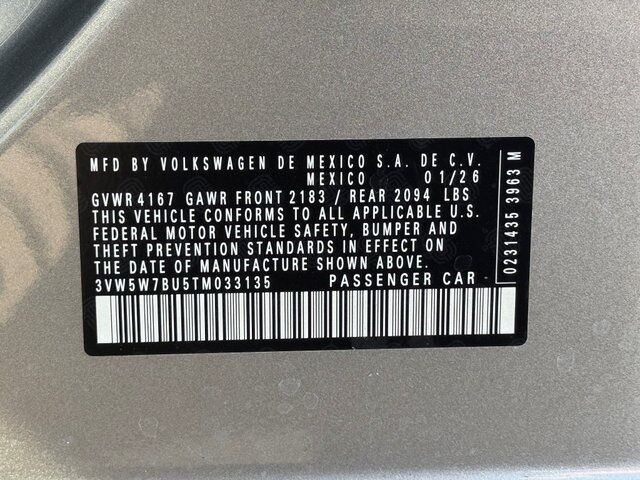 MFD BY VOLKSWAGEN DE MEXICO S.A. DE C.V.
MEXICO 01/26
GVWR 4167 GAWR FRONT 2183 / REAR 2094 LBS
THIS VEHICLE CONFORMS TO ALL APPLICABLE U.S.
FEDERAL MOTOR VEHICLE SAFETY, BUMPER AND
THEFT PREVENTION STANDARDS IN EFFECT ON
THE DATE OF MANUFACTURE SHOWN ABOVE.
3VW5W7BU5TM033135 PASSENGER CAR
0231435 3963 M